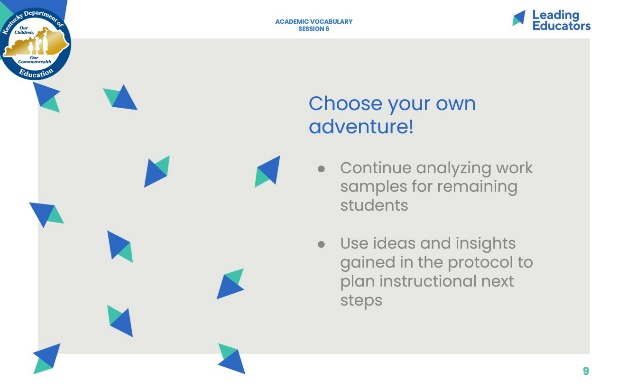 Kentucky Department of
Our
Children,
Our
Commonwealth
Education
ACADEMIC VOCABULARY
SESSION 6
Leading
Educators
Choose your own
adventure!
● Continue analyzing work
samples for remaining
students
● Use ideas and insights
gained in the protocol to
plan instructional next
steps
9